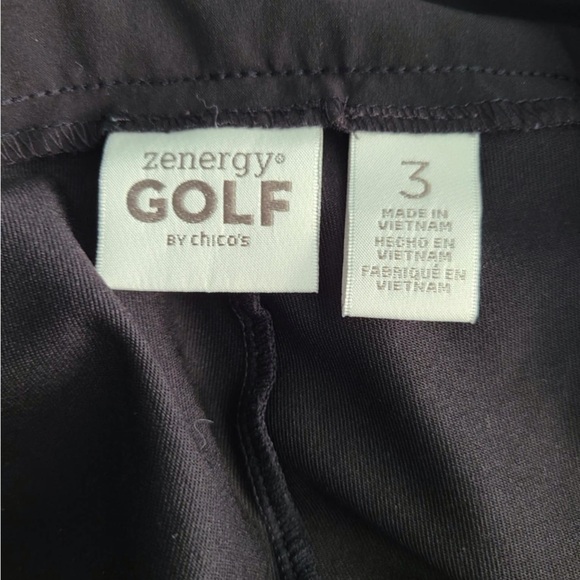 zenergy®
GOLF
BY chico's
3
MADE IN
VIETNAM
HECHO EN
VIETNAM
FABRIQUÉ EN
VIETNAM